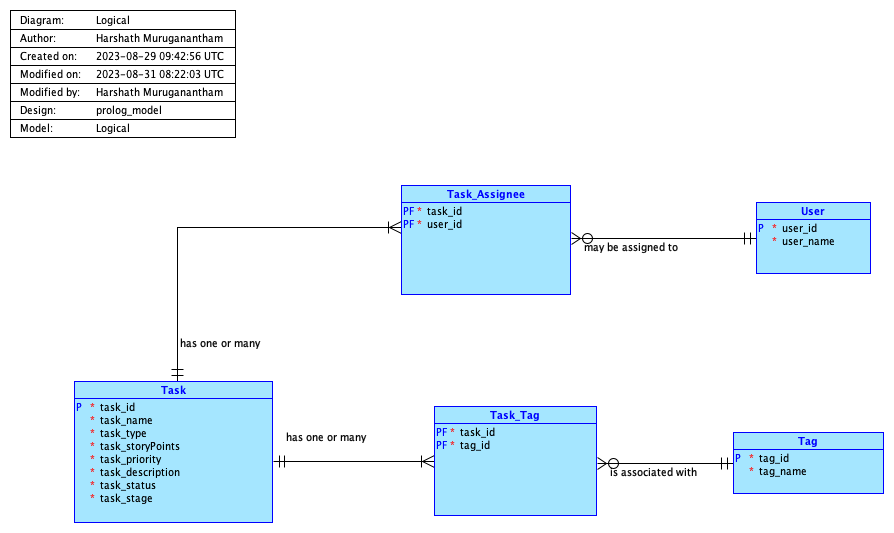 Diagram: Logical
Author: Harshath Muruganantham
Created on: 2023-08-29 09:42:56 UTC
Modified on: 2023-08-31 08:22:03 UTC
Modified by: Harshath Muruganantham
Design: prolog_model
Model: Logical
Task_Assignee
PF * task_id
PF * user_id
User
P * user_id
* user_name
may be assigned to
has one or many
Task
P * task_id
* task_name
* task_type
* task_storyPoints
* task_priority
* task_description
* task_status
* task_stage
has one or many
Task_Tag
PF * task_id
PF * tag_id
is associated with
Tag
P * tag_id
* tag_name